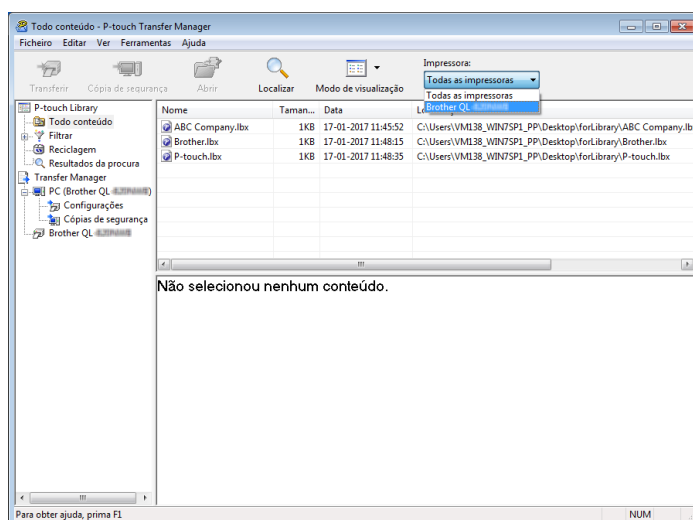 Todo conteúdo - P-touch Transfer Manager
Ficheiro Editar Ver Ferramentas Ajuda
Transferir Cópia de segurança Abrir Localizar Modo de visualização
Impressora:
Todas as impressoras
Todas as impressoras
Brother QL
P-touch Library
Todo conteúdo
Filtrar
Reciclagem
Resultados da procura
Transfer Manager
PC (Brother QL )
Configurações
Cópias de segurança
Brother QL
Nome Taman... Data
ABC Company.lbx 1KB 17-01-2017 11:45:52 C:\Users\VM138_WIN7SP1_PP\Desktop\forLibrary\ABC Company.lb
Brother.lbx 1KB 17-01-2017 11:48:15 C:\Users\VM138_WIN7SP1_PP\Desktop\forLibrary\Brother.lbx
P-touch.lbx 1KB 17-01-2017 11:48:35 C:\Users\VM138_WIN7SP1_PP\Desktop\forLibrary\P-touch.lbx
Não selecionou nenhum conteúdo.
Para obter ajuda, prima F1 NUM